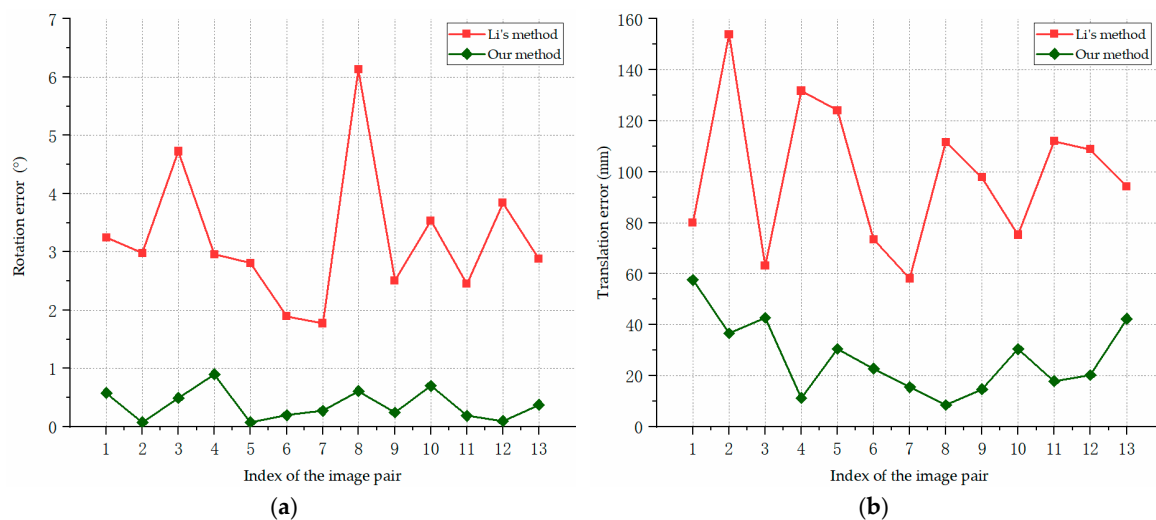 7
6
5
4
3
2
1
0
Rotation error (°)
Li's method
Our method
1 2 3 4 5 6 7 8 9 10 11 12 13
Index of the image pair
(a)
160
140
120
100
80
60
40
20
0
Translation error (mm)
Li's method
Our method
1 2 3 4 5 6 7 8 9 10 11 12 13
Index of the image pair
(b)